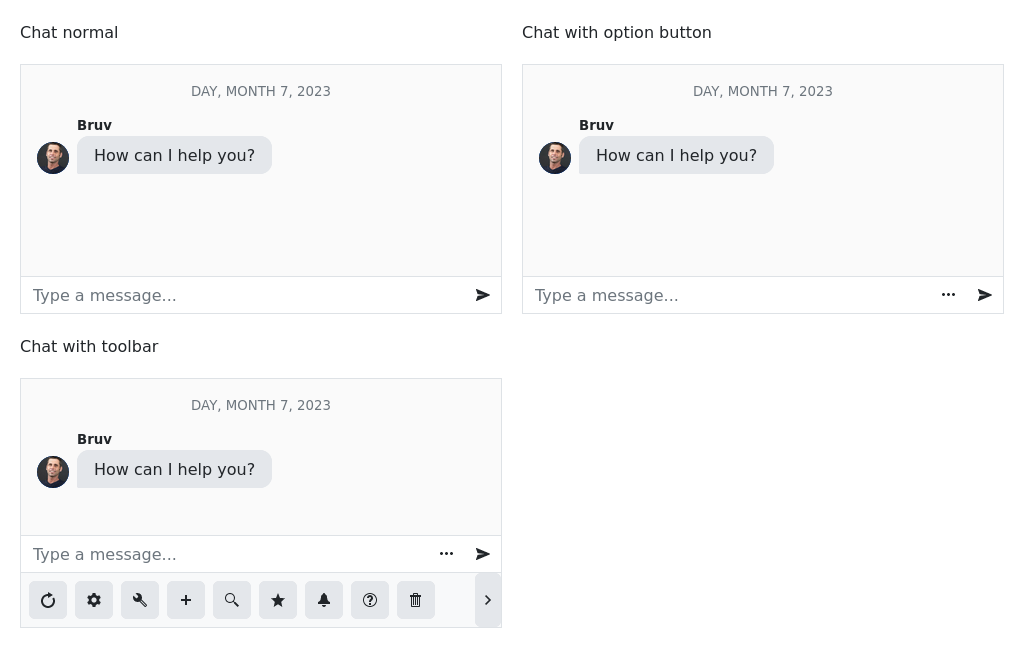 Chat normal
DAY, MONTH 7, 2023
Bruv
How can I help you?
Type a message...
Chat with option button
DAY, MONTH 7, 2023
Bruv
How can I help you?
Type a message...
Chat with toolbar
DAY, MONTH 7, 2023
Bruv
How can I help you?
Type a message...